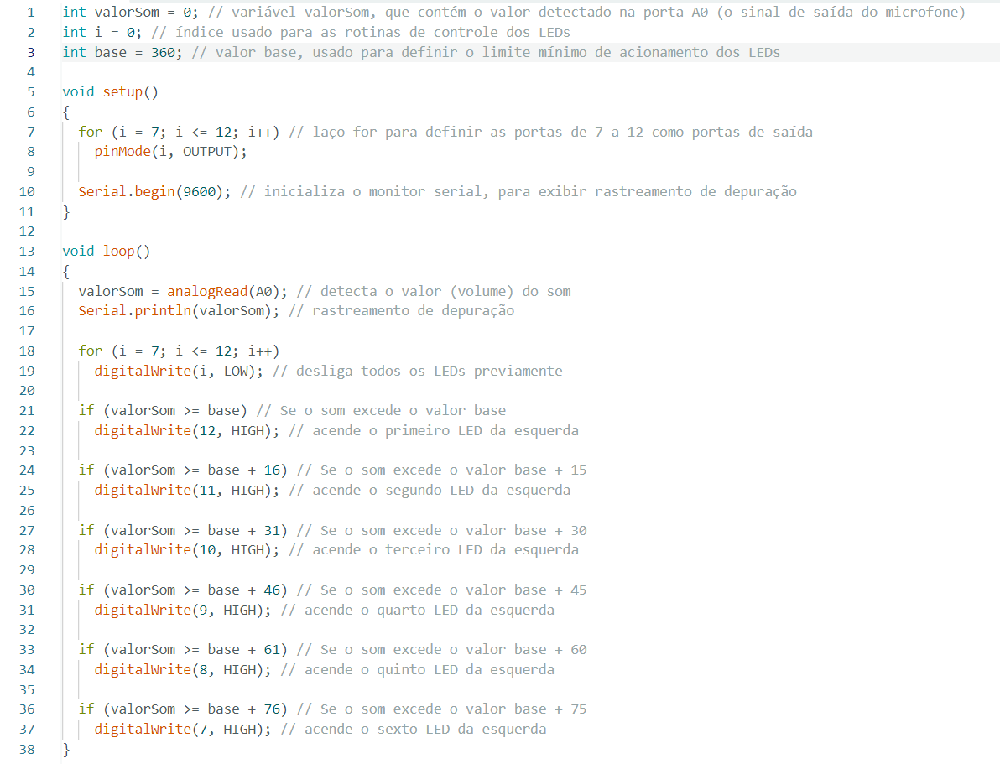 1 int valorSom = 0; // variável valorSom, que contém o valor detectado na porta A0 (o sinal de saída do microfone)
2 int i = 0; // índice usado para as rotinas de controle dos LEDs
3 int base = 360; // valor base, usado para definir o limite mínimo de acionamento dos LEDs
4
5 void setup()
6 {
7   for (i = 7; i <= 12; i++) // laço for para definir as portas de 7 a 12 como portas de saída
8     pinMode(i, OUTPUT);
9
10   Serial.begin(9600); // inicializa o monitor serial, para exibir rastreamento de depuração
11 }
12
13 void loop()
14 {
15   valorSom = analogRead(A0); // detecta o valor (volume) do som
16   Serial.println(valorSom); // rastreamento de depuração
17
18   for (i = 7; i <= 12; i++)
19     digitalWrite(i, LOW); // desliga todos os LEDs previamente
20
21   if (valorSom >= base) // Se o som excede o valor base
22     digitalWrite(12, HIGH); // acende o primeiro LED da esquerda
23
24   if (valorSom >= base + 16) // Se o som excede o valor base + 15
25     digitalWrite(11, HIGH); // acende o segundo LED da esquerda
26
27   if (valorSom >= base + 31) // Se o som excede o valor base + 30
28     digitalWrite(10, HIGH); // acende o terceiro LED da esquerda
29
30   if (valorSom >= base + 46) // Se o som excede o valor base + 45
31     digitalWrite(9, HIGH); // acende o quarto LED da esquerda
32
33   if (valorSom >= base + 61) // Se o som excede o valor base + 60
34     digitalWrite(8, HIGH); // acende o quinto LED da esquerda
35
36   if (valorSom >= base + 76) // Se o som excede o valor base + 75
37     digitalWrite(7, HIGH); // acende o sexto LED da esquerda
38 }